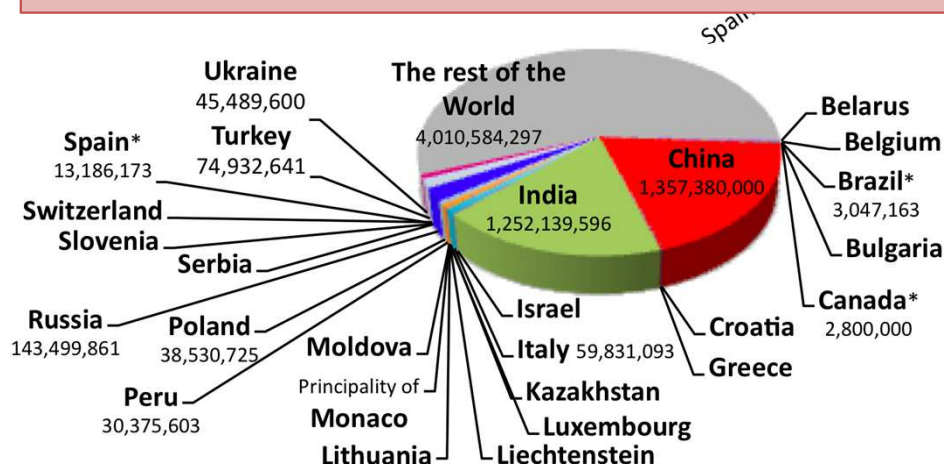 Spain
Ukraine
45,489,600
The rest of the
World
4,010,584,297
Spain*
13,186,173
Turkey
74,932,641
Switzerland
Slovenia
Serbia
Russia
143,499,861
Poland
38,530,725
Peru
30,375,603
Moldova
Principality of
Monaco
Lithuania
India
1,252,139,596
China
1,357,380,000
Israel
Italy 59,831,093
Kazakhstan
Luxembourg
Liechtenstein
Croatia
Greece
Belarus
Belgium
Brazil*
3,047,163
Bulgaria
Canada*
2,800,000